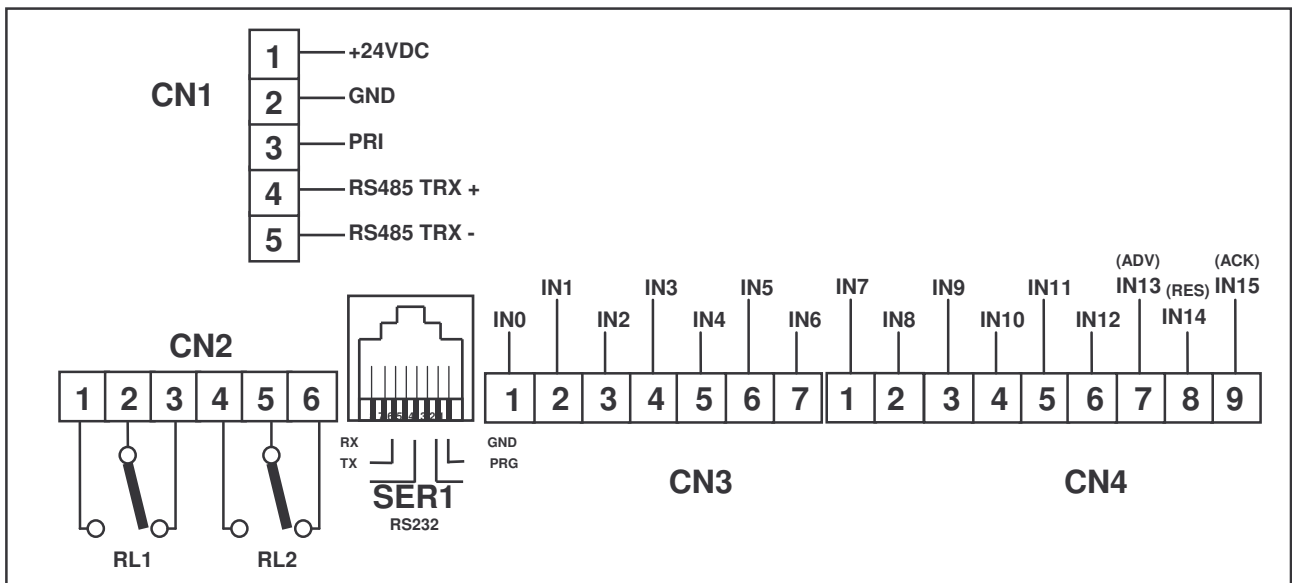 1 +24VDC
CN1
2 GND
3 PRI
4 RS485 TRX +
5 RS485 TRX -
(ADV) (ACK)
IN1 IN3 IN5 IN7 IN9 IN11 IN13 (RES) IN15
IN0 IN2 IN4 IN6 IN8 IN10 IN12 IN14
CN2
1 2 3 4 5 6
1 2 3 4 5 6 7 1 2 3 4 5 6 7 8 9
RX GND
TX PRG
CN3 CN4
SER1
RS232
RL1 RL2